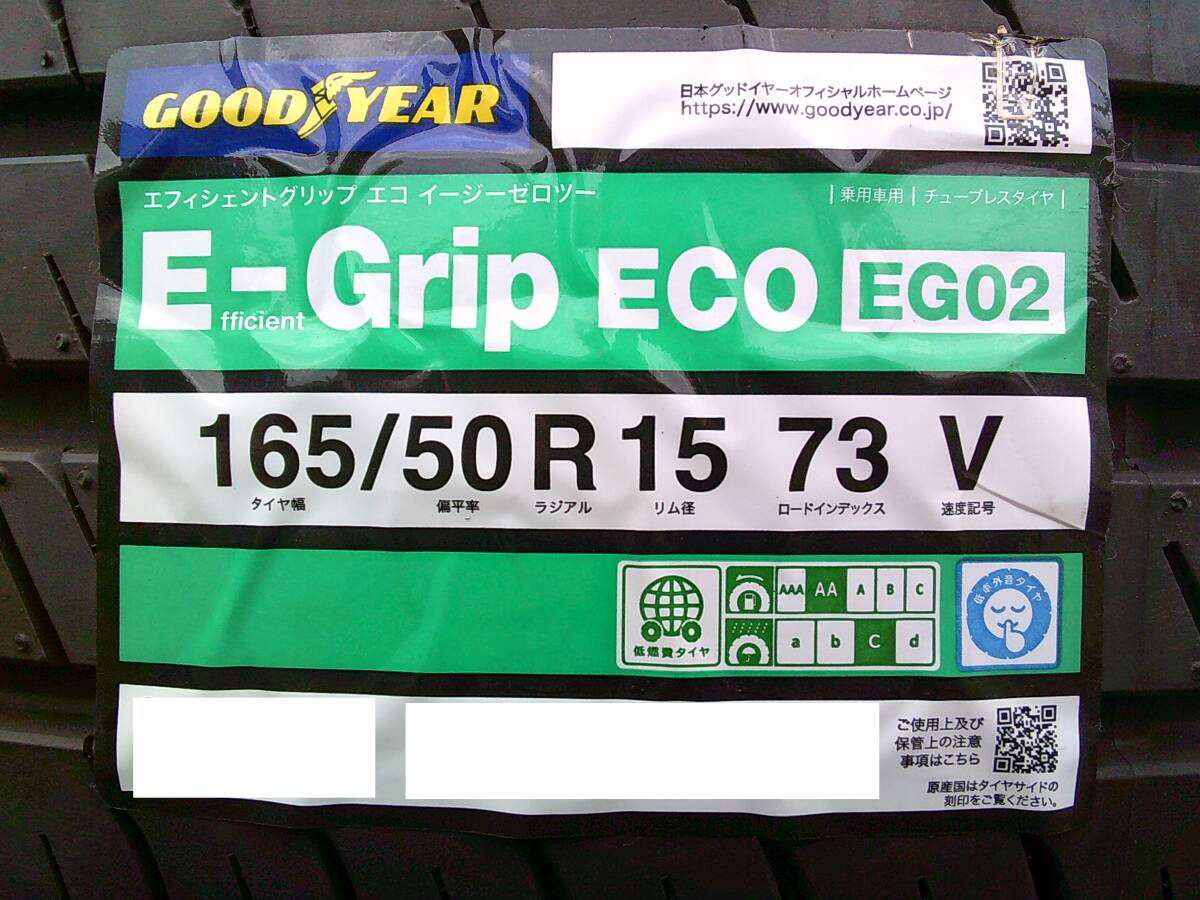 GOODYEAR
日本グッドイヤーオフィシャルホームページ
https://www.goodyear.co.jp/
エフィシェントグリップ エコ イージーゼロツー
| 乗用車用 | チューブレスタイヤ |
E-Grip ECO EG02
fficient
165/50 R 15 73 V
タイヤ幅 偏平率 ラジアル リム径 ロードインデックス 速度記号
低燃費タイヤ
AAA AA A B C
a b c d
低車外音タイヤ
ご使用上及び
保管上の注意
事項はこちら
原産国はタイヤサイドの
刻印をご覧ください。